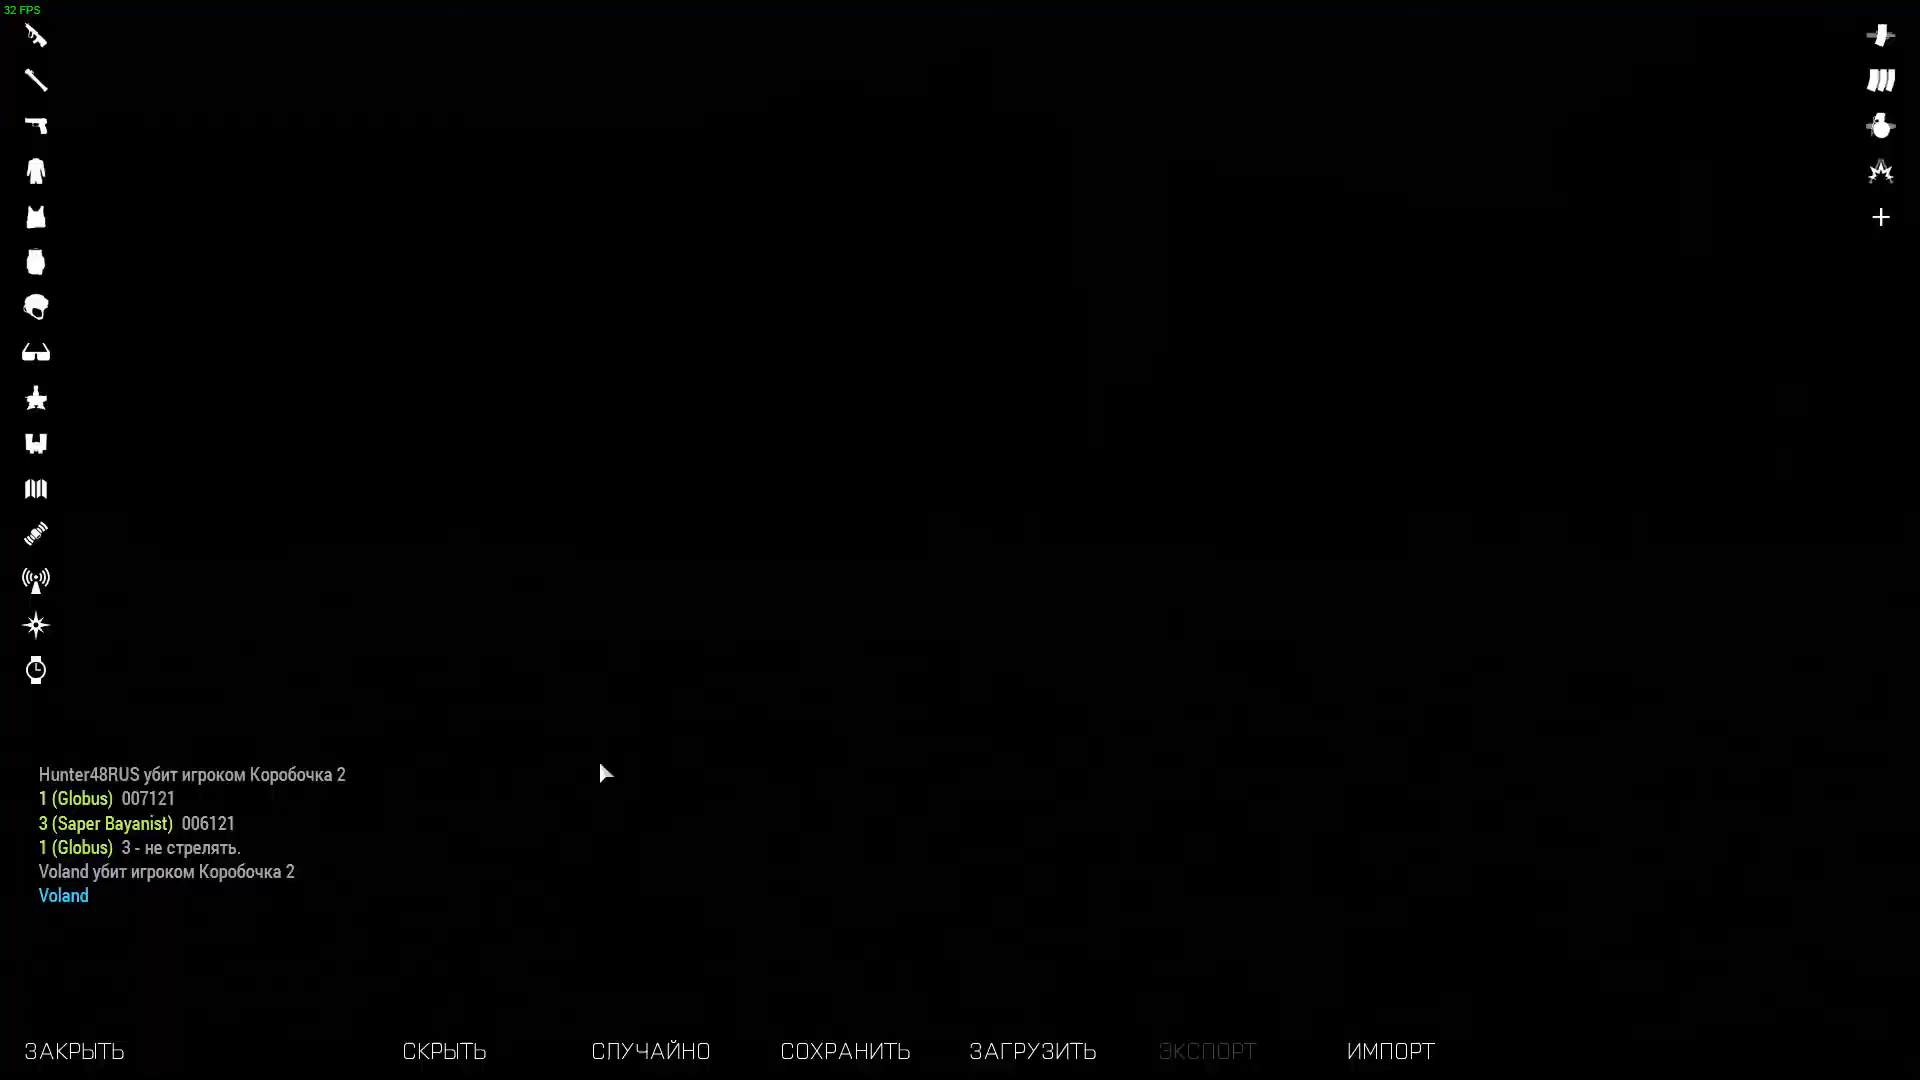 32 FPS
Hunter48RUS убит игроком Коробочка 2
1 (Globus) 007121
3 (Saper Bayanist) 006121
1 (Globus) 3 - не стрелять.
Voland убит игроком Коробочка 2
Voland
ЗАКРЫТЬ СКРЫТЬ СЛУЧАЙНО СОХРАНИТЬ ЗАГРУЗИТЬ ЭКСПОРТ ИМПОРТ